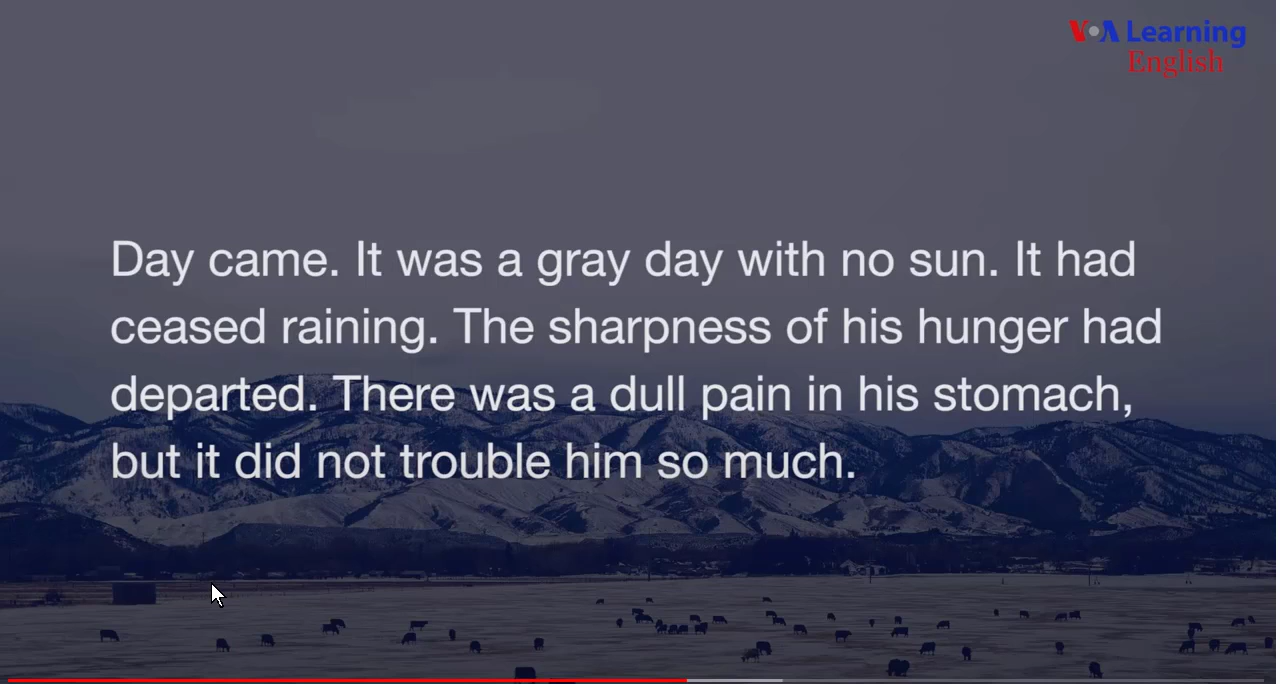 VOA Learning
English
Day came. It was a gray day with no sun. It had
ceased raining. The sharpness of his hunger had
departed. There was a dull pain in his stomach,
but it did not trouble him so much.